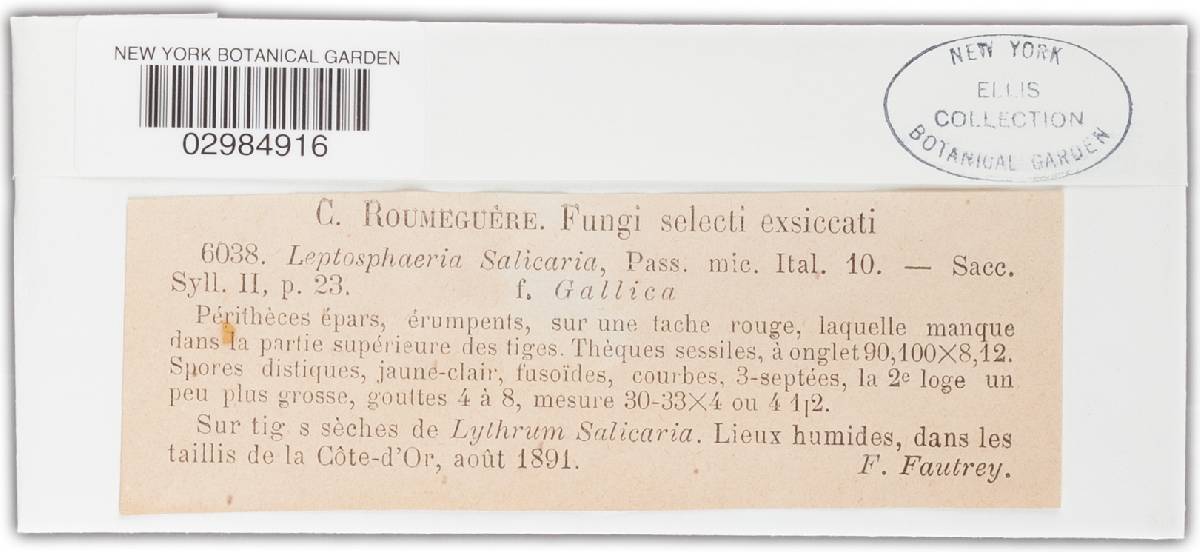 NEW YORK BOTANICAL GARDEN
02984916
NEW YORK
ELLIS
COLLECTION
BOTANICAL GARDEN
C. ROUMEGUÈRE. Fungi selecti exsiccati
6038. Leptosphaeria Salicaria, Pass. mic. Ital. 10. — Sacc.
Syll. II, p. 23. f. Gallica
Périthèces épars, érumpents, sur une tache rouge, laquelle manque
dans la partie supérieure des tiges. Thèques sessiles, à onglet 90,100×8,12.
Spores distiques, jaune-clair, fusoïdes, courbes, 3-septées, la 2e loge un
peu plus grosse, gouttes 4 à 8, mesure 30-33×4 ou 4 1|2.
Sur tig s sèches de Lythrum Salicaria. Lieux humides, dans les
taillis de la Côte-d'Or, août 1891. F. Fautrey.